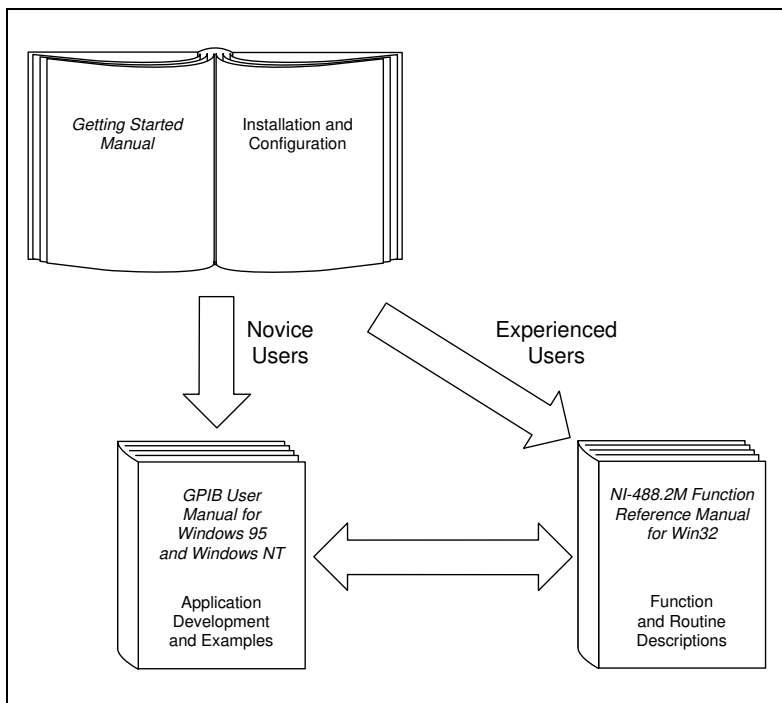 Getting Started
Manual
Installation and
Configuration
Novice
Users
Experienced
Users
GPIB User
Manual for
Windows 95
and Windows NT
Application
Development
and Examples
NI-488.2M Function
Reference Manual
for Win32
Function
and Routine
Descriptions